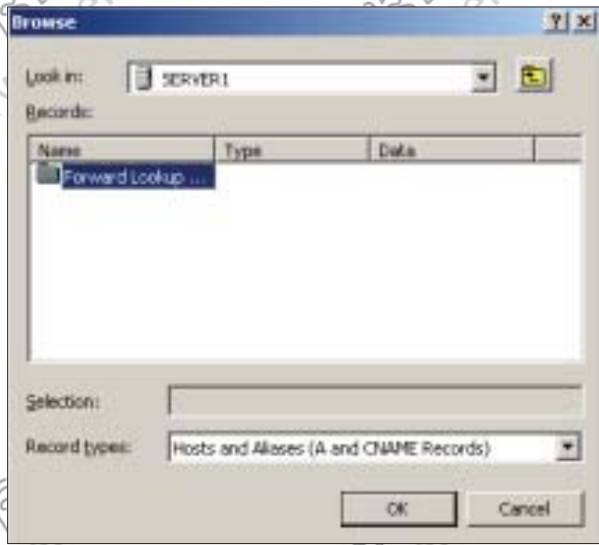 Browse
Look in: SERVER1
Records:
Name Type Data
Forward Lookup ...
Selection:
Record types: Hosts and Aliases (A and CNAME Records)
OK Cancel